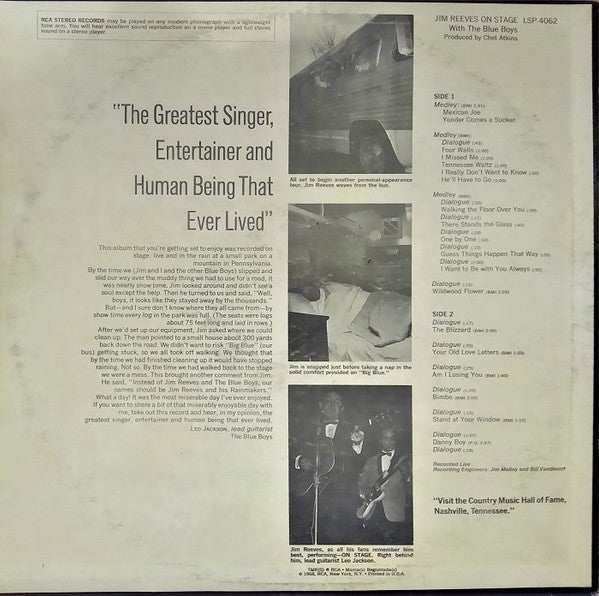 RCA STEREO RECORDS may be played on any modern phonograph with a lightweight
tone arm. You will hear excellent sound reproduction on a mono player and full stereo
sound on a stereo player.
"The Greatest Singer,
Entertainer and
Human Being That
Ever Lived"
This album that you're getting set to enjoy was recorded on
stage, live and in the rain at a small park on a
mountain in Pennsylvania.
By the time we (Jim and I and the other Blue Boys) slipped and
slid our way over the muddy thing we had to use for a road, it
was nearly show time. Jim looked around and didn't see a
soul except the help. Then he turned to us and said, "Well,
boys, it looks like they stayed away by the thousands."
But—and I sure don't know where they all came from—by
show time every log in the park was full. (The seats were logs
about 75 feet long and laid in rows.)
After we'd set up our equipment, Jim asked where we could
clean up. The man pointed to a small house about 300 yards
back down the road. We didn't want to risk "Big Blue" (our
bus) getting stuck, so we all took off walking. We thought that
by the time we had finished cleaning up it would have stopped
raining. Not so. By the time we had walked back to the stage
we were a mess. This brought another comment from Jim.
He said, "Instead of Jim Reeves and The Blue Boys, our
names should be Jim Reeves and his Rainmakers."
What a day! It was the most miserable day I've ever enjoyed.
If you want to share a bit of that miserably enjoyable day with
me, take out this record and hear, in my opinion, the
greatest singer, entertainer and human being that ever lived.
LEO JACKSON, lead guitarist
The Blue Boys
All set to begin another personal-appearance
tour, Jim Reeves waves from the bus.
Jim is snapped just before taking a nap in the
solid comfort provided on "Big Blue."
Jim Reeves, as all his fans remember him
best, performing—ON STAGE. Right behind
him, lead guitarist Leo Jackson.
TMK(S) ® RCA • Marca(s) Registrada(s)
© 1968, RCA, New York, N.Y. • Printed in U.S.A.
JIM REEVES ON STAGE LSP-4062
With The Blue Boys
Produced by Chet Atkins
SIDE 1
Medley: (BMI) 2:31)
Mexican Joe
Yonder Comes a Sucker
Medley (BMI)
Dialogue
Four Walls
I Missed Me
Tennessee Waltz
I Really Don't Want to Know
He'll Have to Go
Medley (BMI)
Dialogue
Walking the Floor Over You
Dialogue
There Stands the Glass
Dialogue
One by One
Dialogue
Guess Things Happen That Way
Dialogue
I Want to Be with You Always
Dialogue
Wildwood Flower
SIDE 2
Dialogue
The Blizzard
Dialogue
Your Old Love Letters
Dialogue
Am I Losing You
Dialogue
Bimbo
Dialogue
Stand at Your Window
Dialogue
Danny Boy
Dialogue
Recorded Live
Recording Engineers: Jim Malloy and Bill Vandevort
"Visit the Country Music Hall of Fame,
Nashville, Tennessee."